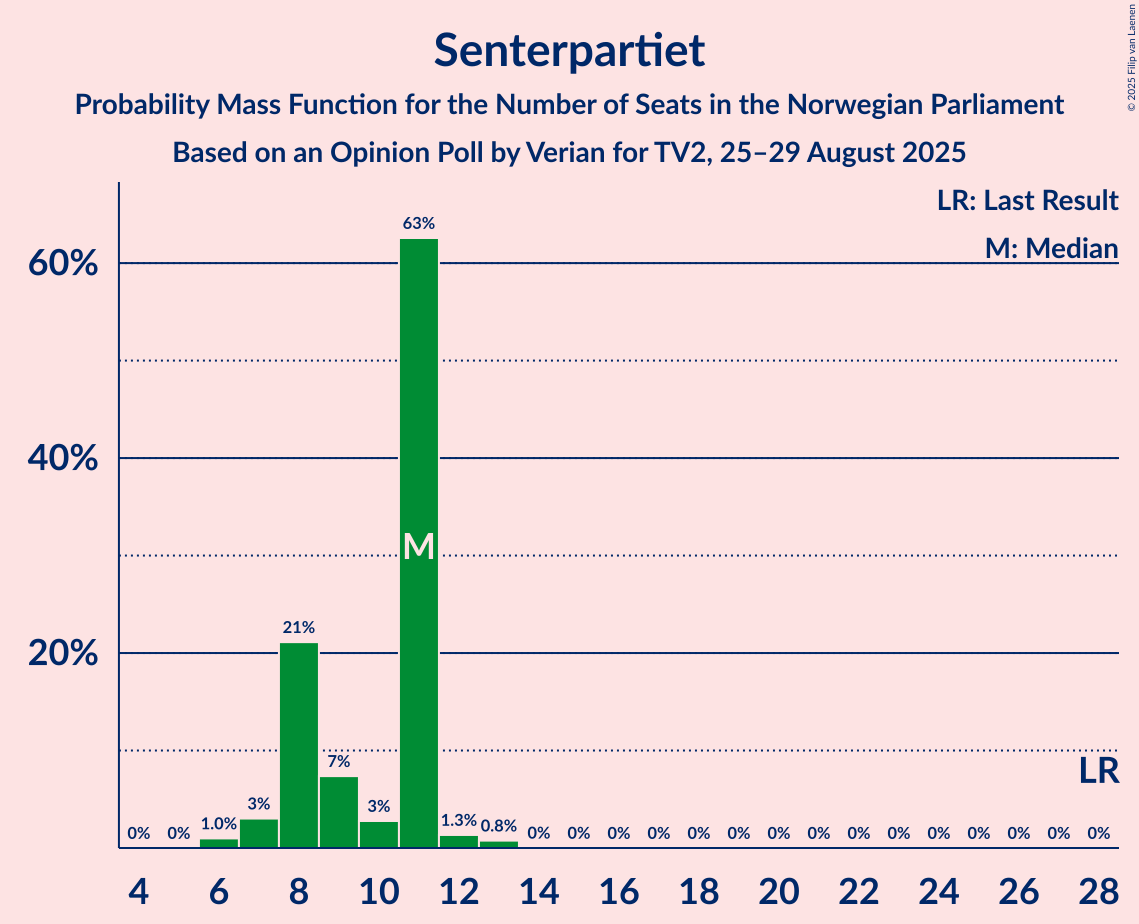 Senterpartiet
Probability Mass Function for the Number of Seats in the Norwegian Parliament
Based on an Opinion Poll by Verian for TV2, 25–29 August 2025
© 2025 Filip van Laenen
LR: Last Result
M: Median
60%
40%
20%
0% 0% 1.0% 3% 21% 7% 3% 63% 1.3% 0.8% 0% 0% 0% 0% 0% 0% 0% 0% 0% 0% 0% 0% 0% 0% 0%
M
LR
4 6 8 10 12 14 16 18 20 22 24 26 28